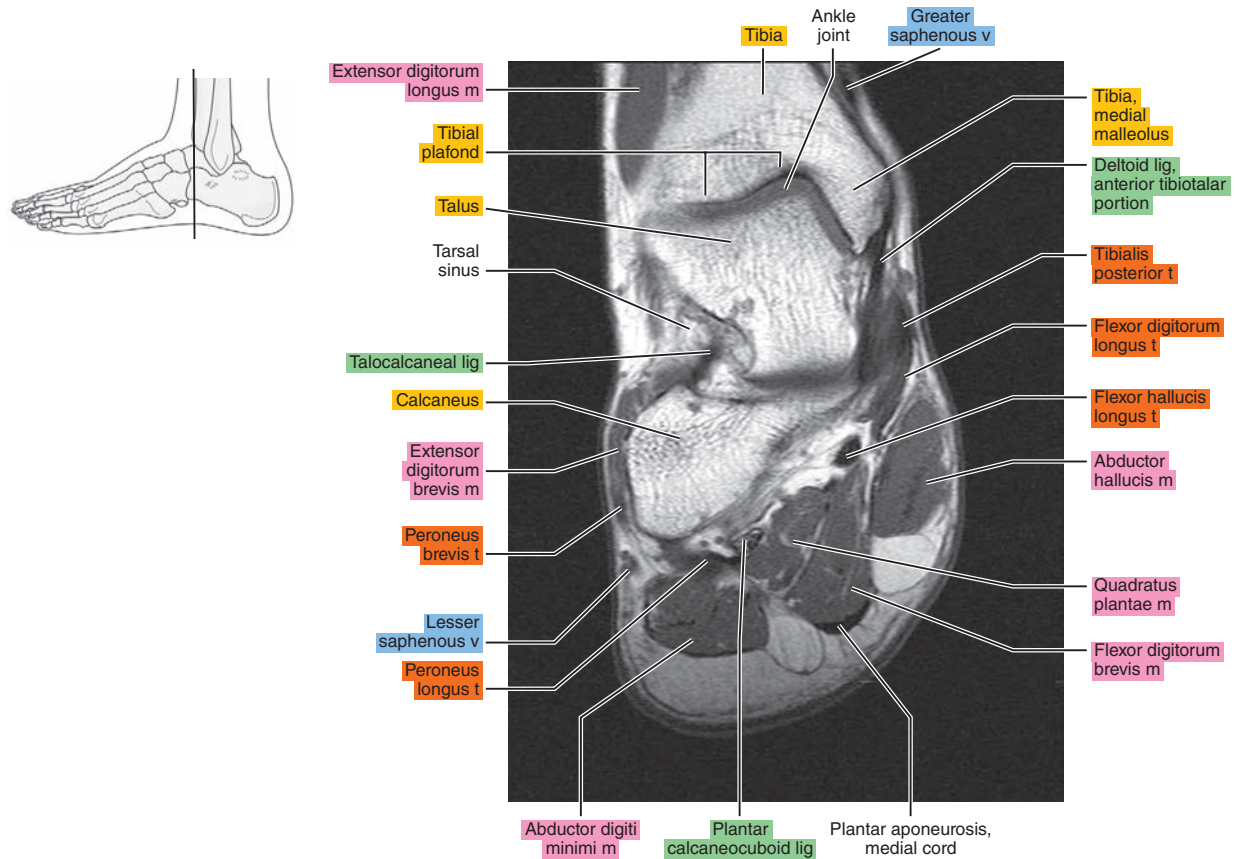 Tibia
Ankle
joint
Greater
saphenous v
Extensor digitorum
longus m
Tibial
plafond
Talus
Tarsal
sinus
Talocalcaneal lig
Calcaneus
Extensor
digitorum
brevis m
Peroneus
brevis t
Lesser
saphenous v
Peroneus
longus t
Tibia,
medial
malleolus
Deltoid lig,
anterior tibiotalar
portion
Tibialis
posterior t
Flexor digitorum
longus t
Flexor hallucis
longus t
Abductor
hallucis m
Quadratus
plantae m
Flexor digitorum
brevis m
Abductor digiti
minimi m
Plantar
calcaneocuboid lig
Plantar aponeurosis,
medial cord